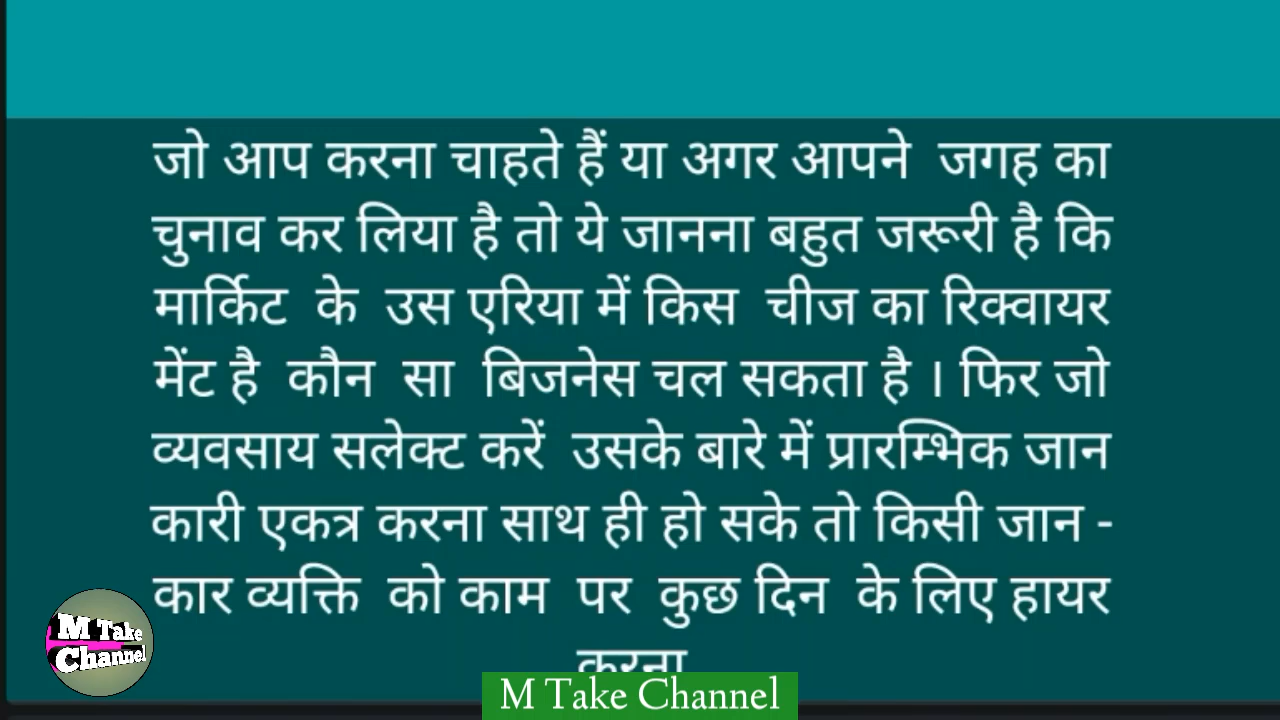 जो आप करना चाहते हैं या अगर आपने जगह का
चुनाव कर लिया है तो ये जानना बहुत जरूरी है कि
मार्किट के उस एरिया में किस चीज का रिक्वायर
मेंट है कौन सा बिजनेस चल सकता है । फिर जो
व्यवसाय सलेक्ट करें उसके बारे में प्रारम्भिक जान
कारी एकत्र करना साथ ही हो सके तो किसी जान -
कार व्यक्ति को काम पर कुछ दिन के लिए हायर
करना
M Take
Channel
M Take Channel